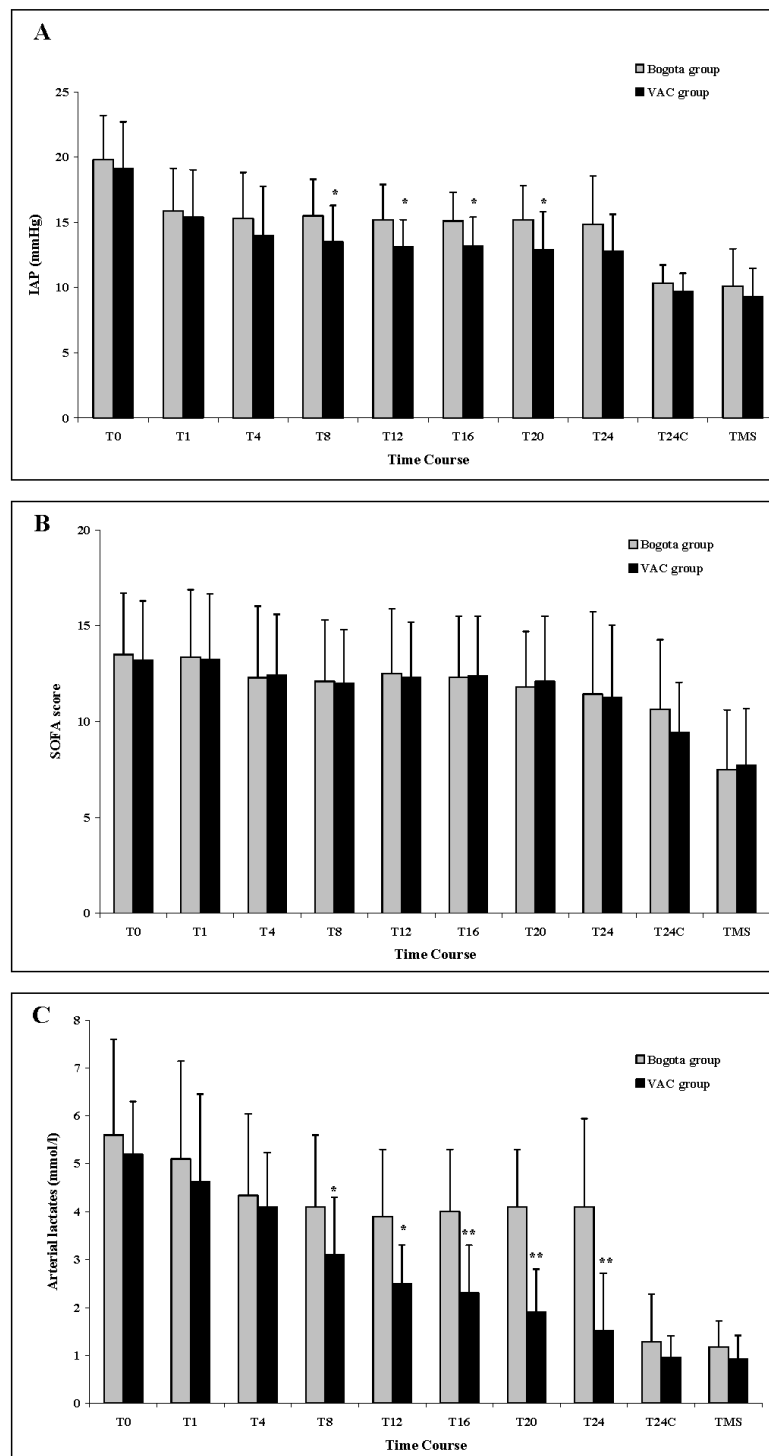 A
Bogota group
VAC group
25
20
15
10
5
0
IAP (mmHg)
* * * *
T0 T1 T4 T8 T12 T16 T20 T24 T24C TMS
Time Course
B
Bogota group
VAC group
20
15
10
5
0
SOFA score
T0 T1 T4 T8 T12 T16 T20 T24 T24C TMS
Time Course
C
Bogota group
VAC group
8
7
6
5
4
3
2
1
0
Arterial lactates (mmol/l)
* * ** ** **
T0 T1 T4 T8 T12 T16 T20 T24 T24C TMS
Time Course